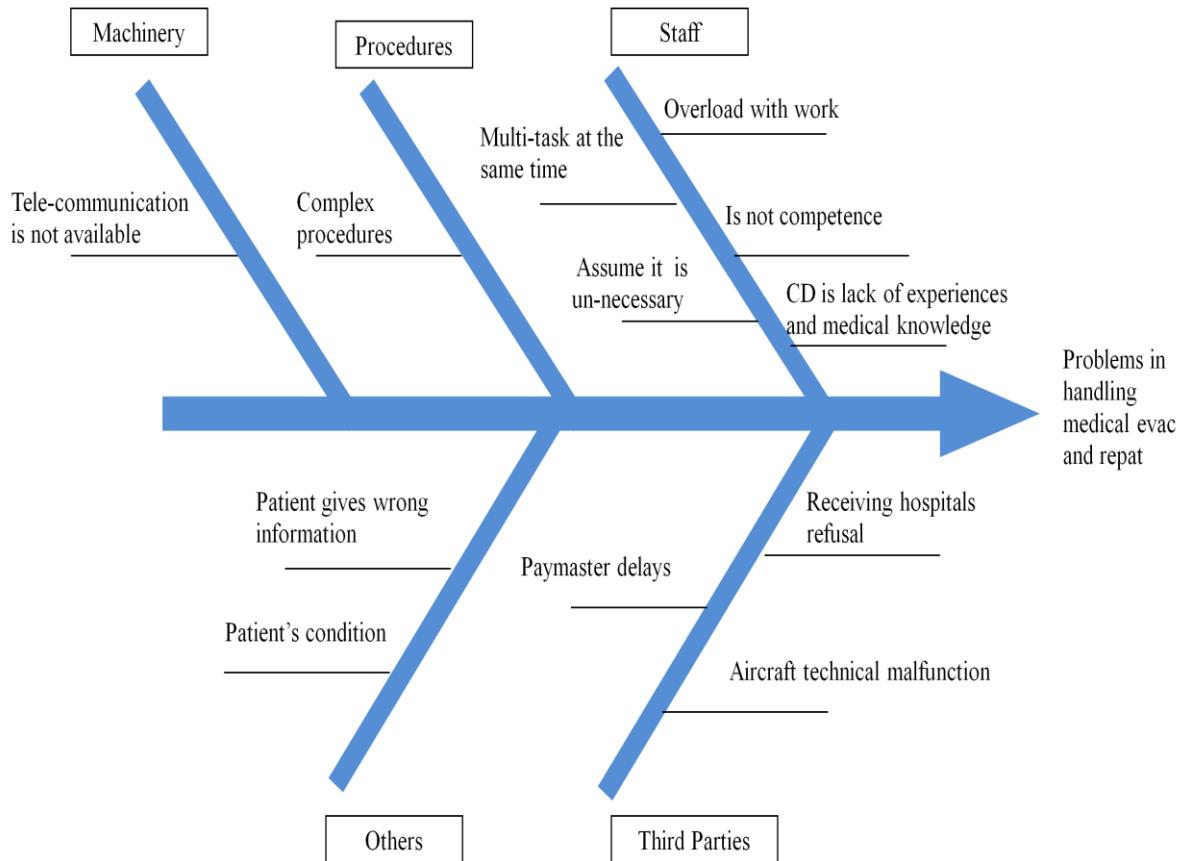 Machinery
Procedures
Staff
Overload with work
Multi-task at the
same time
Tele-communication
is not available
Complex
procedures
Is not competence
Assume it is
un-necessary
CD is lack of experiences
and medical knowledge
Problems in
handling
medical evac
and repat
Patient gives wrong
information
Receiving hospitals
refusal
Paymaster delays
Patient's condition
Aircraft technical malfunction
Others
Third Parties